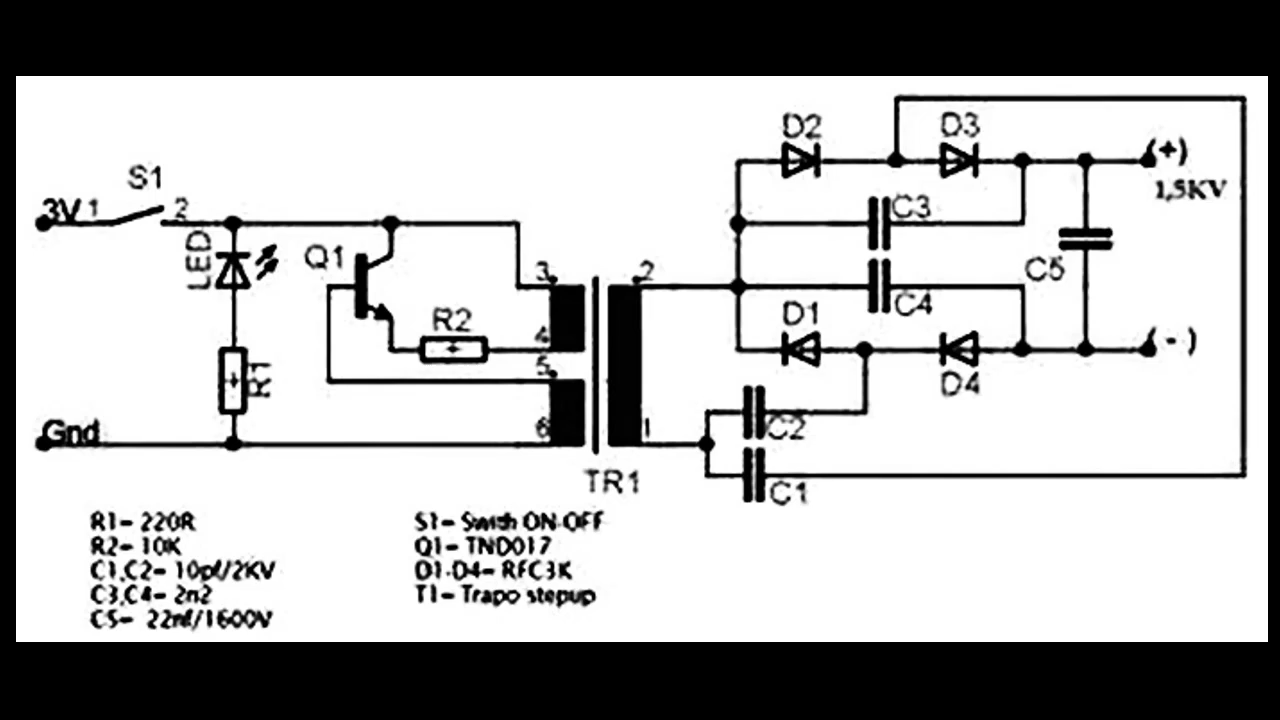 D2
D3
(+)
1,5KV
S1
3V 1
2
C3
LED
Q1
C5
3
2
C4
R2
D1
4
(-)
5
R1
D4
Gnd
6
1
C2
TR1
C1
R1= 220R
R2= 10K
C1,C2= 10pf/2KV
C3,C4= 2n2
C5= 22nf/1600V
S1= Swith ON-OFF
Q1= TND017
D1-D4= RFC3K
T1= Trapo stepup